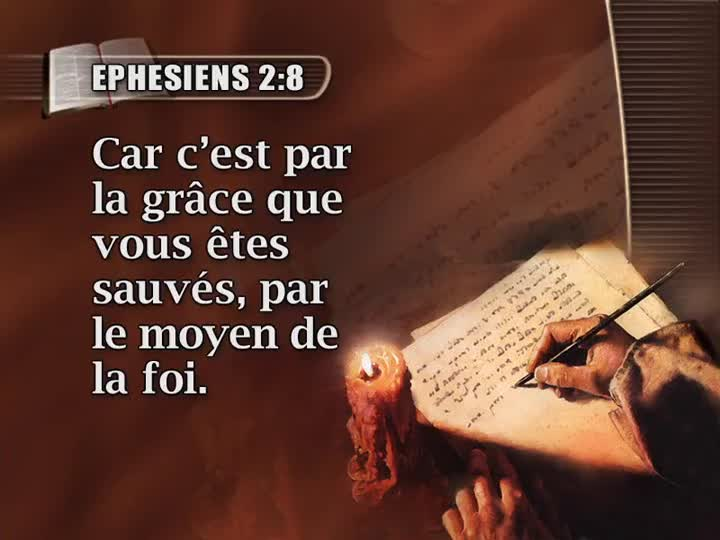 EPHESIENS 2:8
Car c'est par
la grâce que
vous êtes
sauvés, par
le moyen de
la foi.